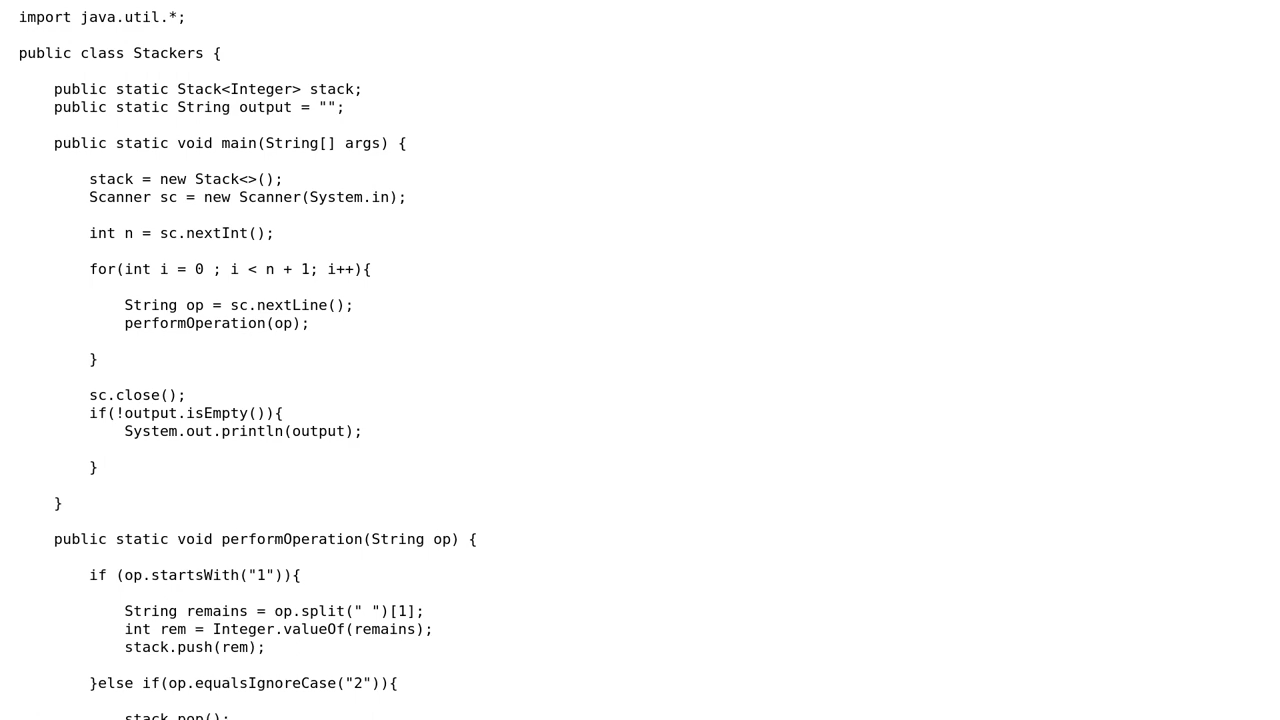 import java.util.*;
public class Stackers {
public static Stack<Integer> stack;
public static String output = "";
public static void main(String[] args) {
stack = new Stack<>();
Scanner sc = new Scanner(System.in);
int n = sc.nextInt();
for(int i = 0 ; i < n + 1; i++){
String op = sc.nextLine();
performOperation(op);
}
sc.close();
if(!output.isEmpty()){
System.out.println(output);
}
}
public static void performOperation(String op) {
if (op.startsWith("1")){
String remains = op.split(" ")[1];
int rem = Integer.valueOf(remains);
stack.push(rem);
}else if(op.equalsIgnoreCase("2")){
stack.pop();